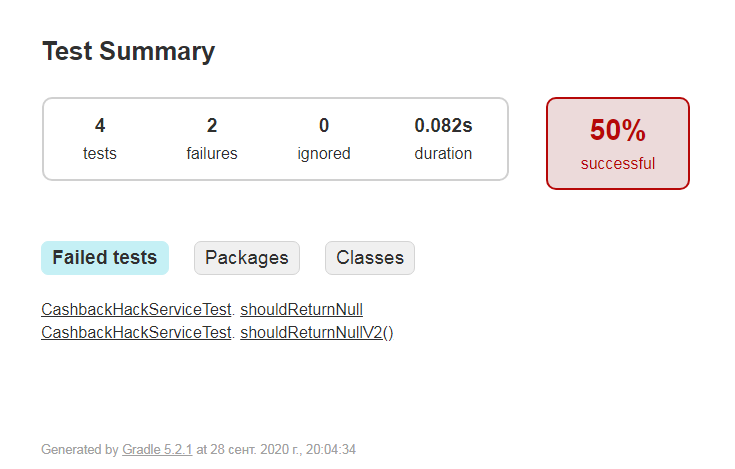 Test Summary
4 2 0 0.082s
tests failures ignored duration
50%
successful
Failed tests Packages Classes
CashbackHackServiceTest. shouldReturnNull
CashbackHackServiceTest. shouldReturnNullV2()
Generated by Gradle 5.2.1 at 28 сент. 2020 г., 20:04:34